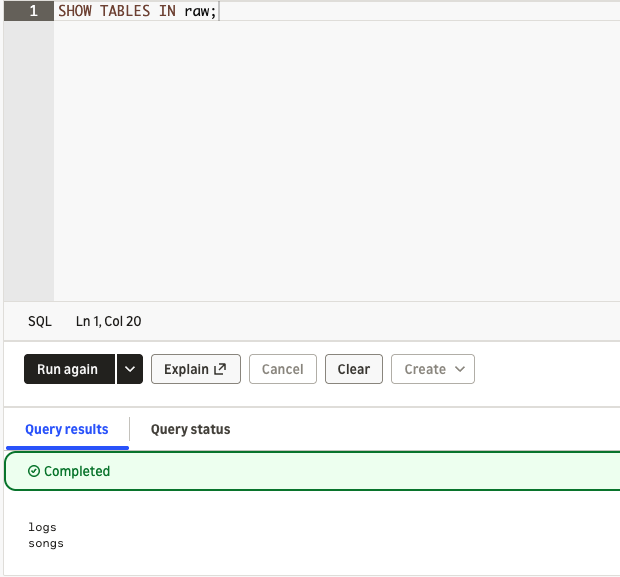 1 SHOW TABLES IN raw;
SQL Ln 1, Col 20
Run again Explain Cancel Clear Create
Query results Query status
Completed
logs
songs